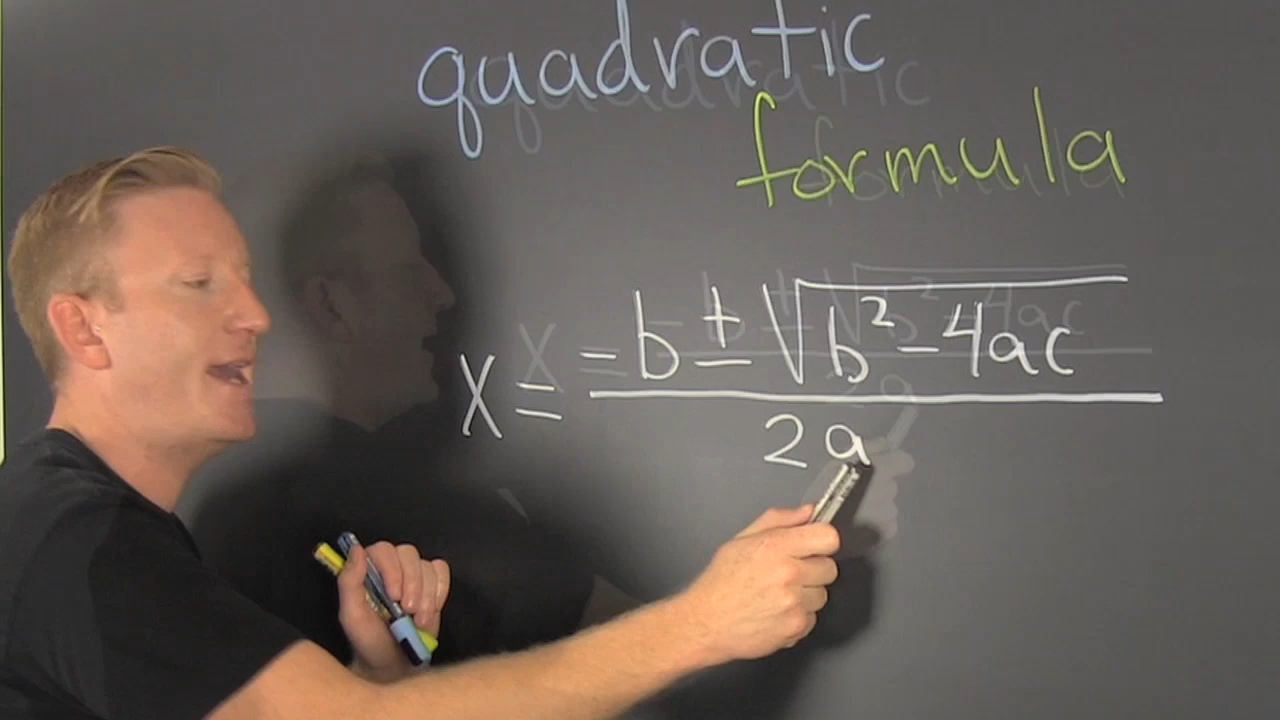 quadratic
formula
x = -b ± √b² - 4ac
2a